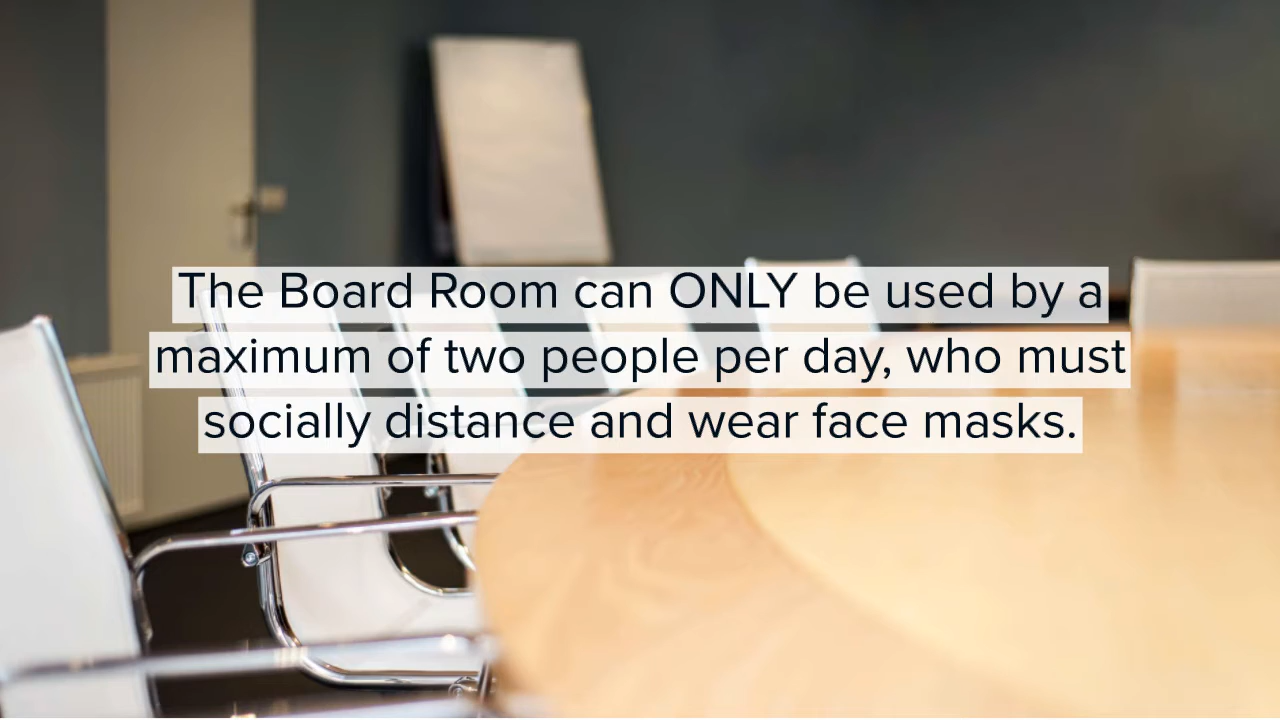 The Board Room can ONLY be used by a
maximum of two people per day, who must
socially distance and wear face masks.